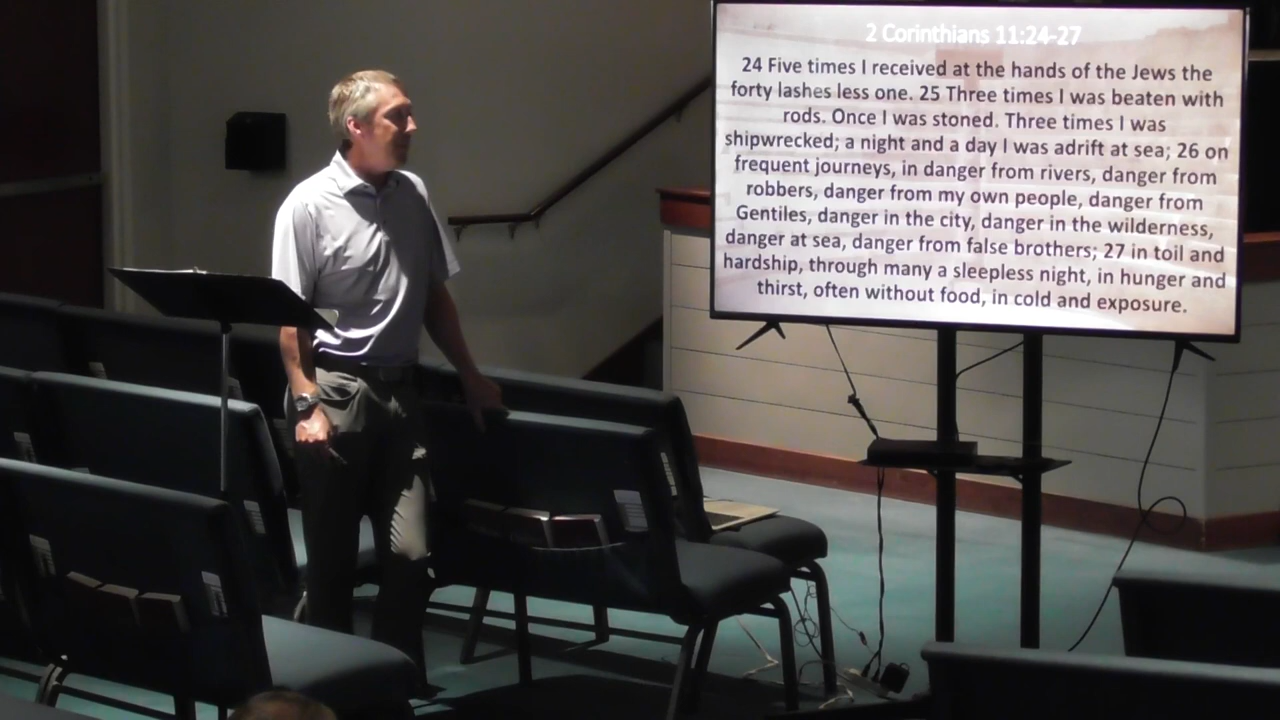 2 Corinthians 11:24-27
24 Five times I received at the hands of the Jews the
forty lashes less one. 25 Three times I was beaten with
rods. Once I was stoned. Three times I was
shipwrecked; a night and a day I was adrift at sea; 26 on
frequent journeys, in danger from rivers, danger from
robbers, danger from my own people, danger from
Gentiles, danger in the city, danger in the wilderness,
danger at sea, danger from false brothers; 27 in toil and
hardship, through many a sleepless night, in hunger and
thirst, often without food, in cold and exposure.